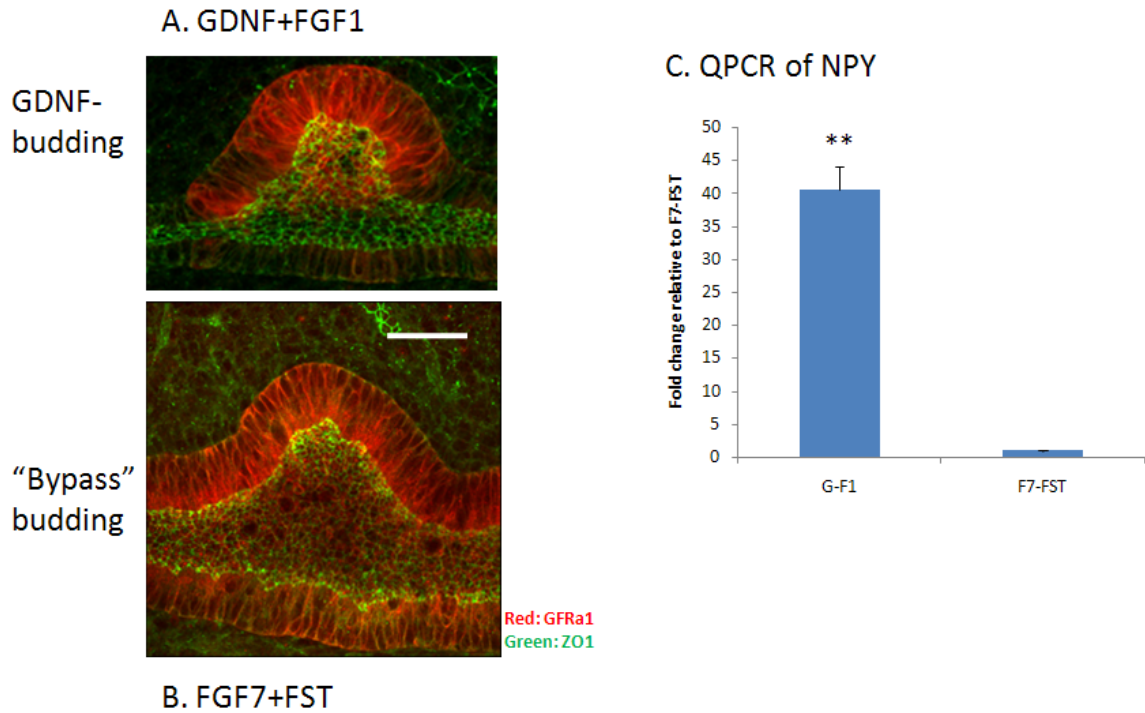 A. GDNF+FGF1
GDNF-
budding
“Bypass”
budding
Red: GFRa1
Green: ZO1
B. FGF7+FST
C. QPCR of NPY
Fold change relative to F7-FST
50
45
40
35
30
25
20
15
10
5
0
**
G-F1
F7-FST